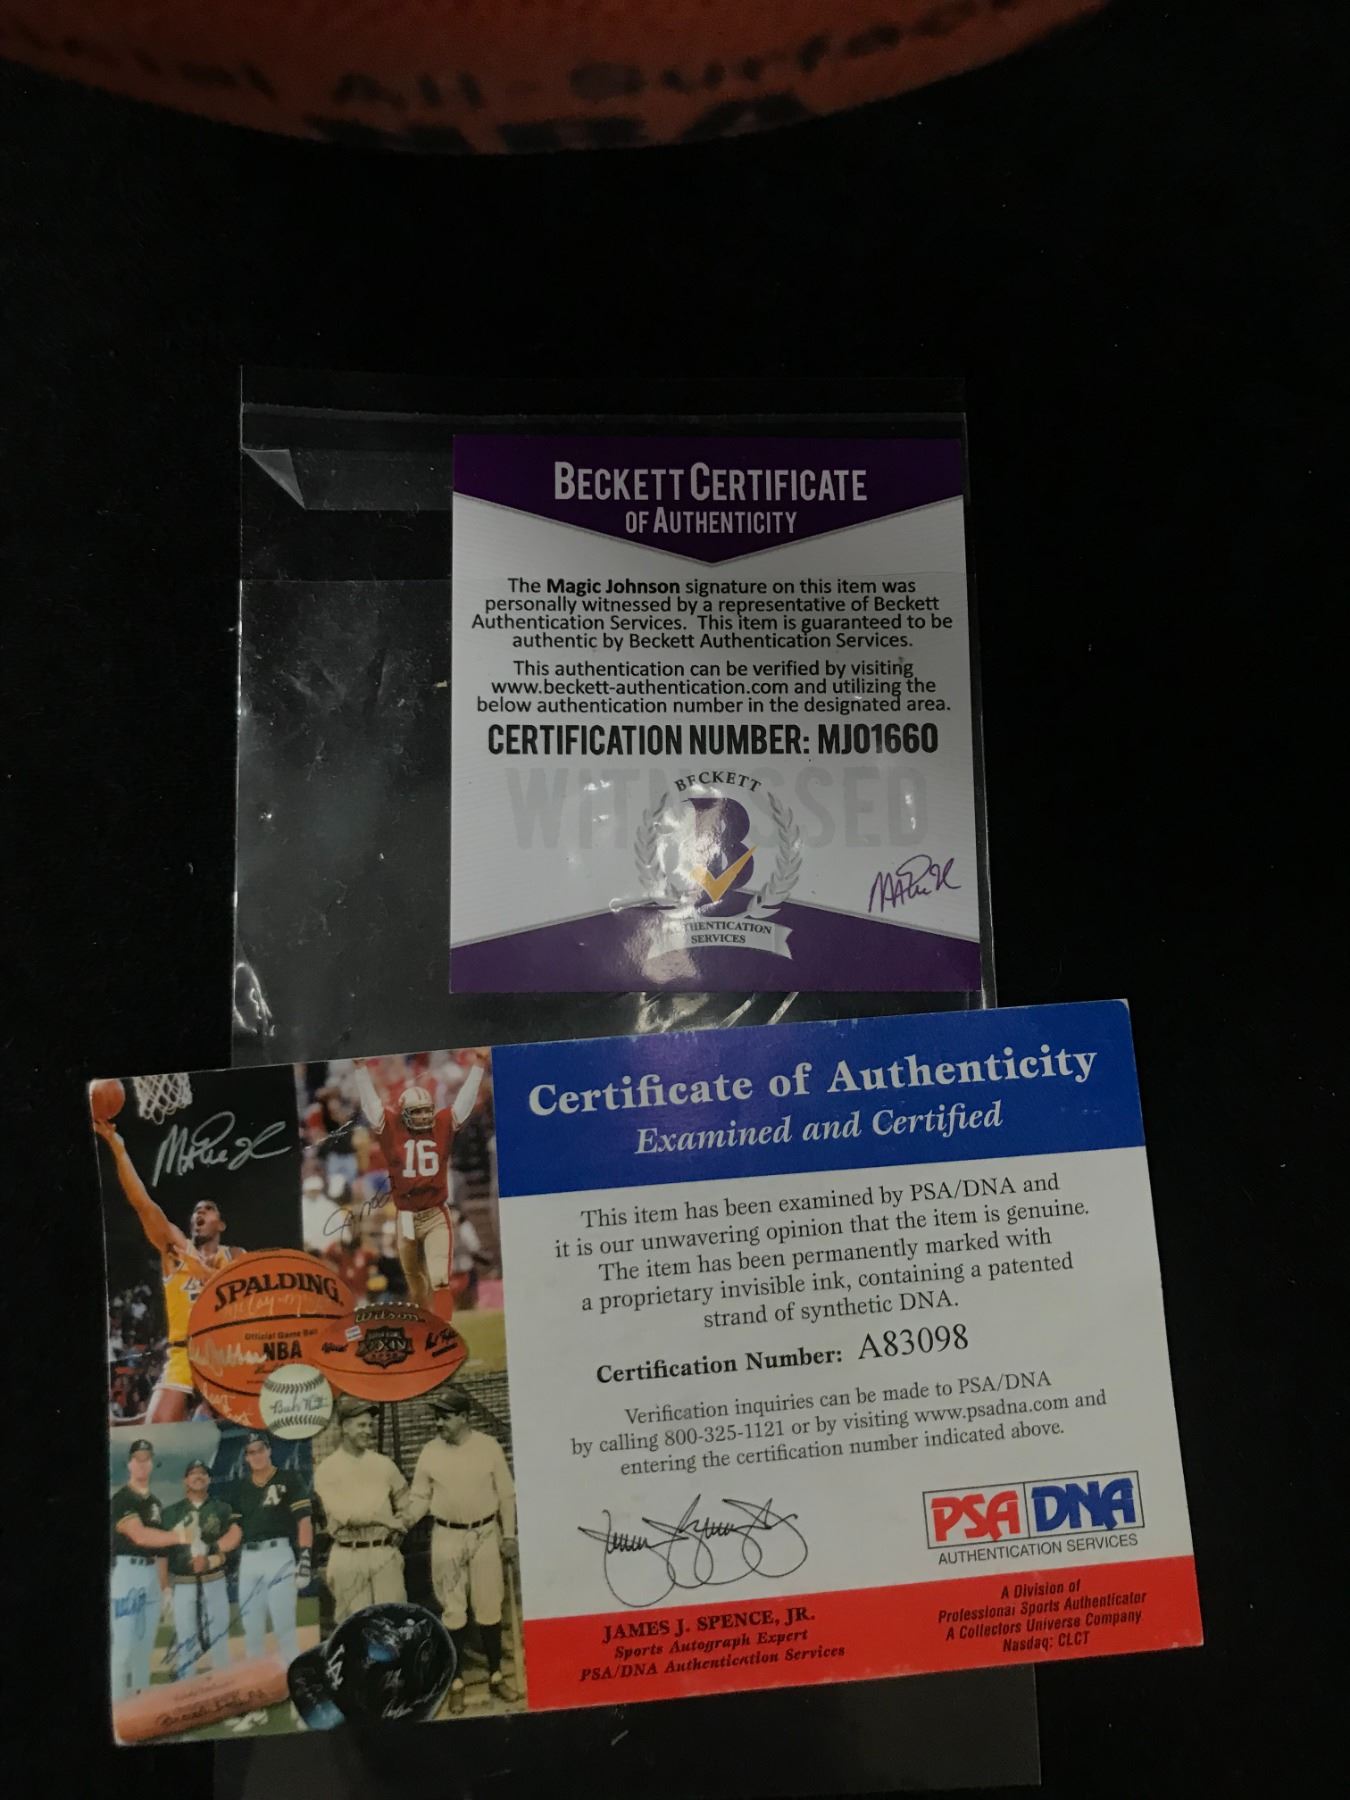 All-Surface
BECKETT CERTIFICATE
OF AUTHENTICITY
The Magic Johnson signature on this item was
personally witnessed by a representative of Beckett
Authentication Services. This item is guaranteed to be
authentic by Beckett Authentication Services.
This authentication can be verified by visiting
www.beckett-authentication.com and utilizing the
below authentication number in the designated area.
CERTIFICATION NUMBER: MJ01660
WITNESSED
BECKETT
B
AUTHENTICATION
SERVICES
Certificate of Authenticity
Examined and Certified
This item has been examined by PSA/DNA and
it is our unwavering opinion that the item is genuine.
The item has been permanently marked with
a proprietary invisible ink, containing a patented
strand of synthetic DNA.
Certification Number: A83098
Verification inquiries can be made to PSA/DNA
by calling 800-325-1121 or by visiting www.psadna.com and
entering the certification number indicated above.
PSA DNA
AUTHENTICATION SERVICES
JAMES J. SPENCE, JR.
Sports Autograph Expert
PSA/DNA Authentication Services
A Division of
Professional Sports Authenticator
A Collectors Universe Company
Nasdaq: CLCT
16
SPALDING
Official Game Ball
NBA
Wilson
XXIV
A's